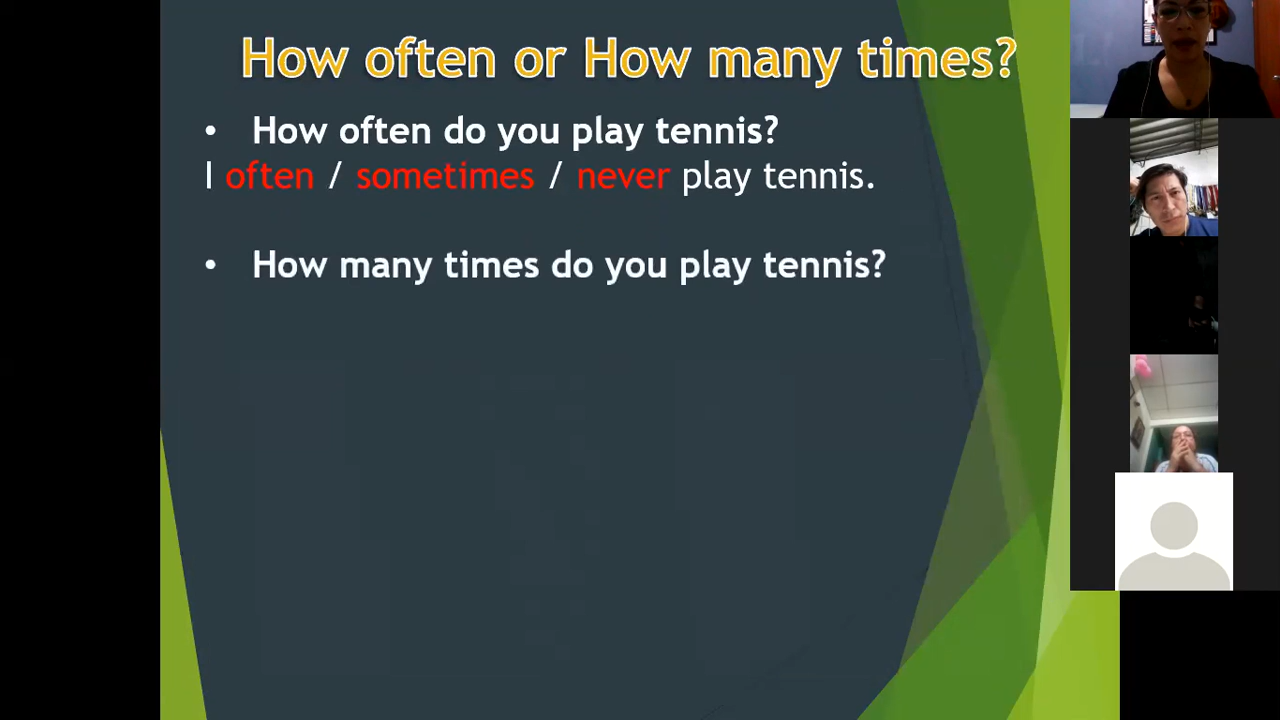 How often or How many times?
• How often do you play tennis?
I often / sometimes / never play tennis.
• How many times do you play tennis?